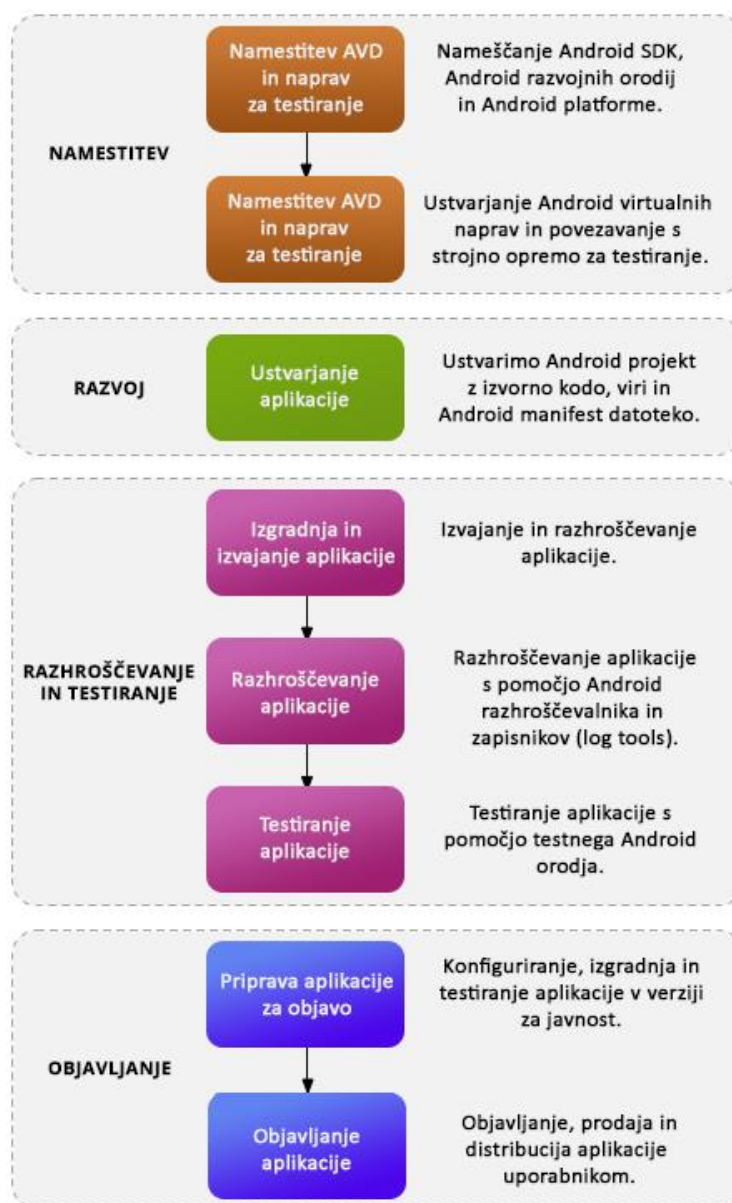 NAMESTITEV
Namestitev AVD
in naprav
za testiranje
Nameščanje Android SDK,
Android razvojnih orodij
in Android platforme.
Namestitev AVD
in naprav
za testiranje
Ustvarjanje Android virtualnih
naprav in povezavanje s
strojno opremo za testiranje.
RAZVOJ
Ustvarjanje
aplikacije
Ustvarimo Android projekt
z izvorno kodo, viri in
Android manifest datoteko.
RAZHROŠČEVANJE
IN TESTIRANJE
Izgradnja in
izvajanje aplikacije
Izvajanje in razhroščevanje
aplikacije.
Razhroščevanje
aplikacije
Razhroščevanje aplikacije
s pomočjo Android
razhroščevalnika in
zapisnikov (log tools).
Testiranje
aplikacije
Testiranje aplikacije s
pomočjo testnega Android
orodja.
OBJAVLJANJE
Priprava aplikacije
za objavo
Konfiguriranje, izgradnja in
testiranje aplikacije v verziji
za javnost.
Objavljanje
aplikacije
Objavljanje, prodaja in
distribucija aplikacije
uporabnikom.